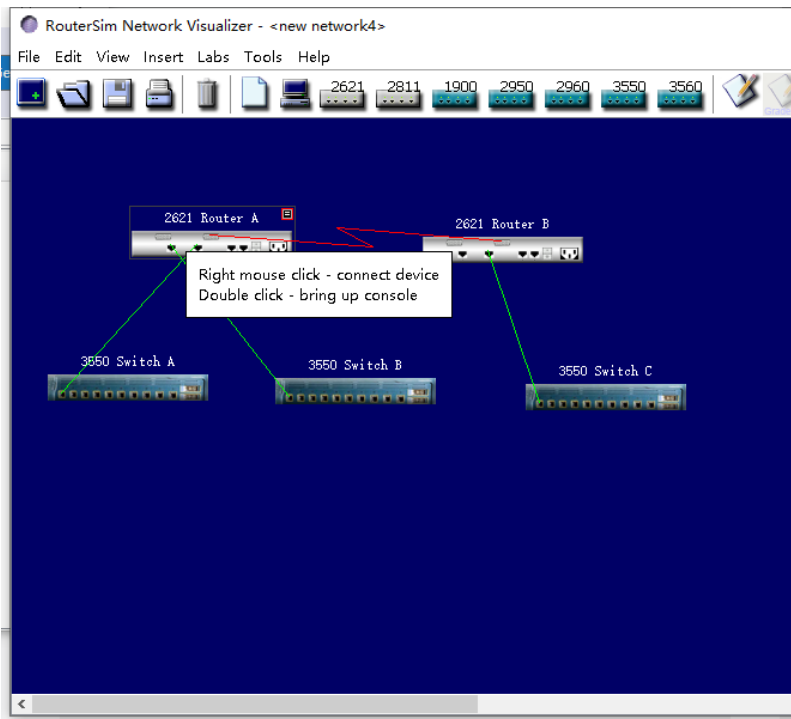 RouterSim Network Visualizer - <new network4>
File Edit View Insert Labs Tools Help
2621 2811 1900 2950 2960 3550 3560
2621 Router A
2621 Router B
Right mouse click - connect device
Double click - bring up console
3550 Switch A
3550 Switch B
3550 Switch C